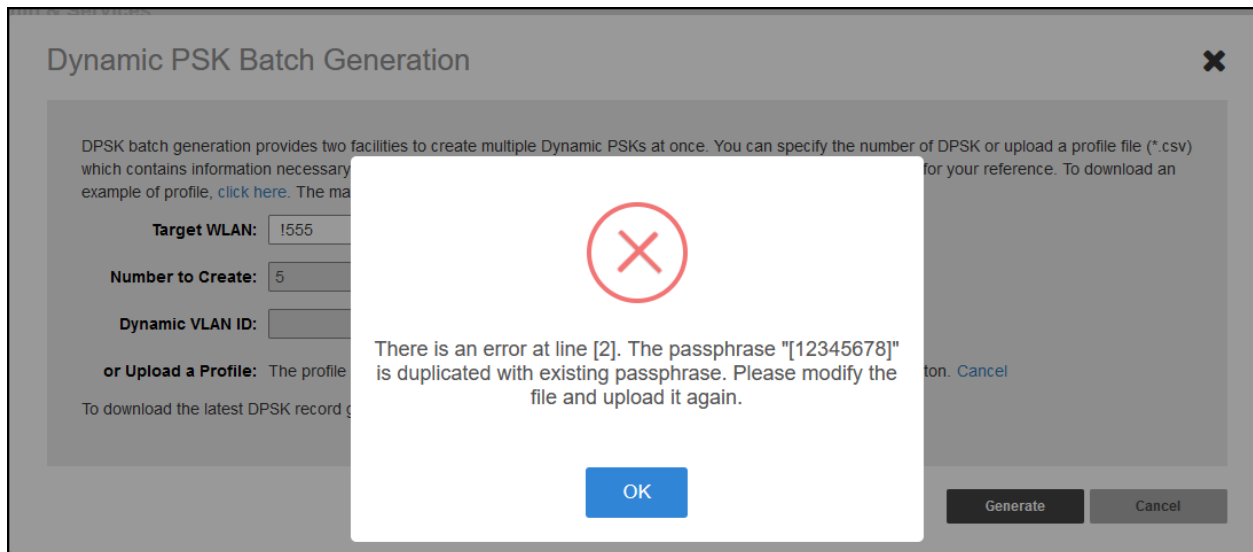 Dynamic PSK Batch Generation
DPSK batch generation provides two facilities to create multiple Dynamic PSKs at once. You can specify the number of DPSK or upload a profile file (*.csv)
which contains information necessary for your reference. To download an
example of profile, click here. The
Target WLAN: !555
Number to Create: 5
Dynamic VLAN ID:
or Upload a Profile: The profile Cancel
To download the latest DPSK record
There is an error at line [2]. The passphrase "[12345678]"
is duplicated with existing passphrase. Please modify the
file and upload it again.
OK
Generate Cancel